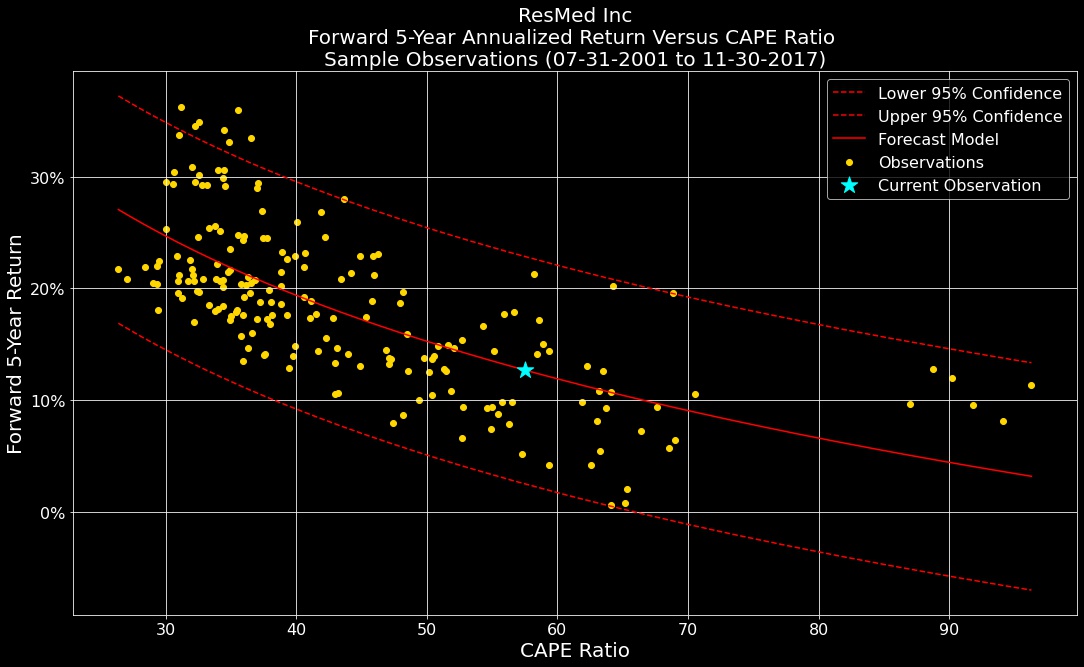 ResMed Inc
Forward 5-Year Annualized Return Versus CAPE Ratio
Sample Observations (07-31-2001 to 11-30-2017)
Lower 95% Confidence
Upper 95% Confidence
Forecast Model
Observations
Current Observation
Forward 5-Year Return
30%
20%
10%
0%
30 40 50 60 70 80 90
CAPE Ratio